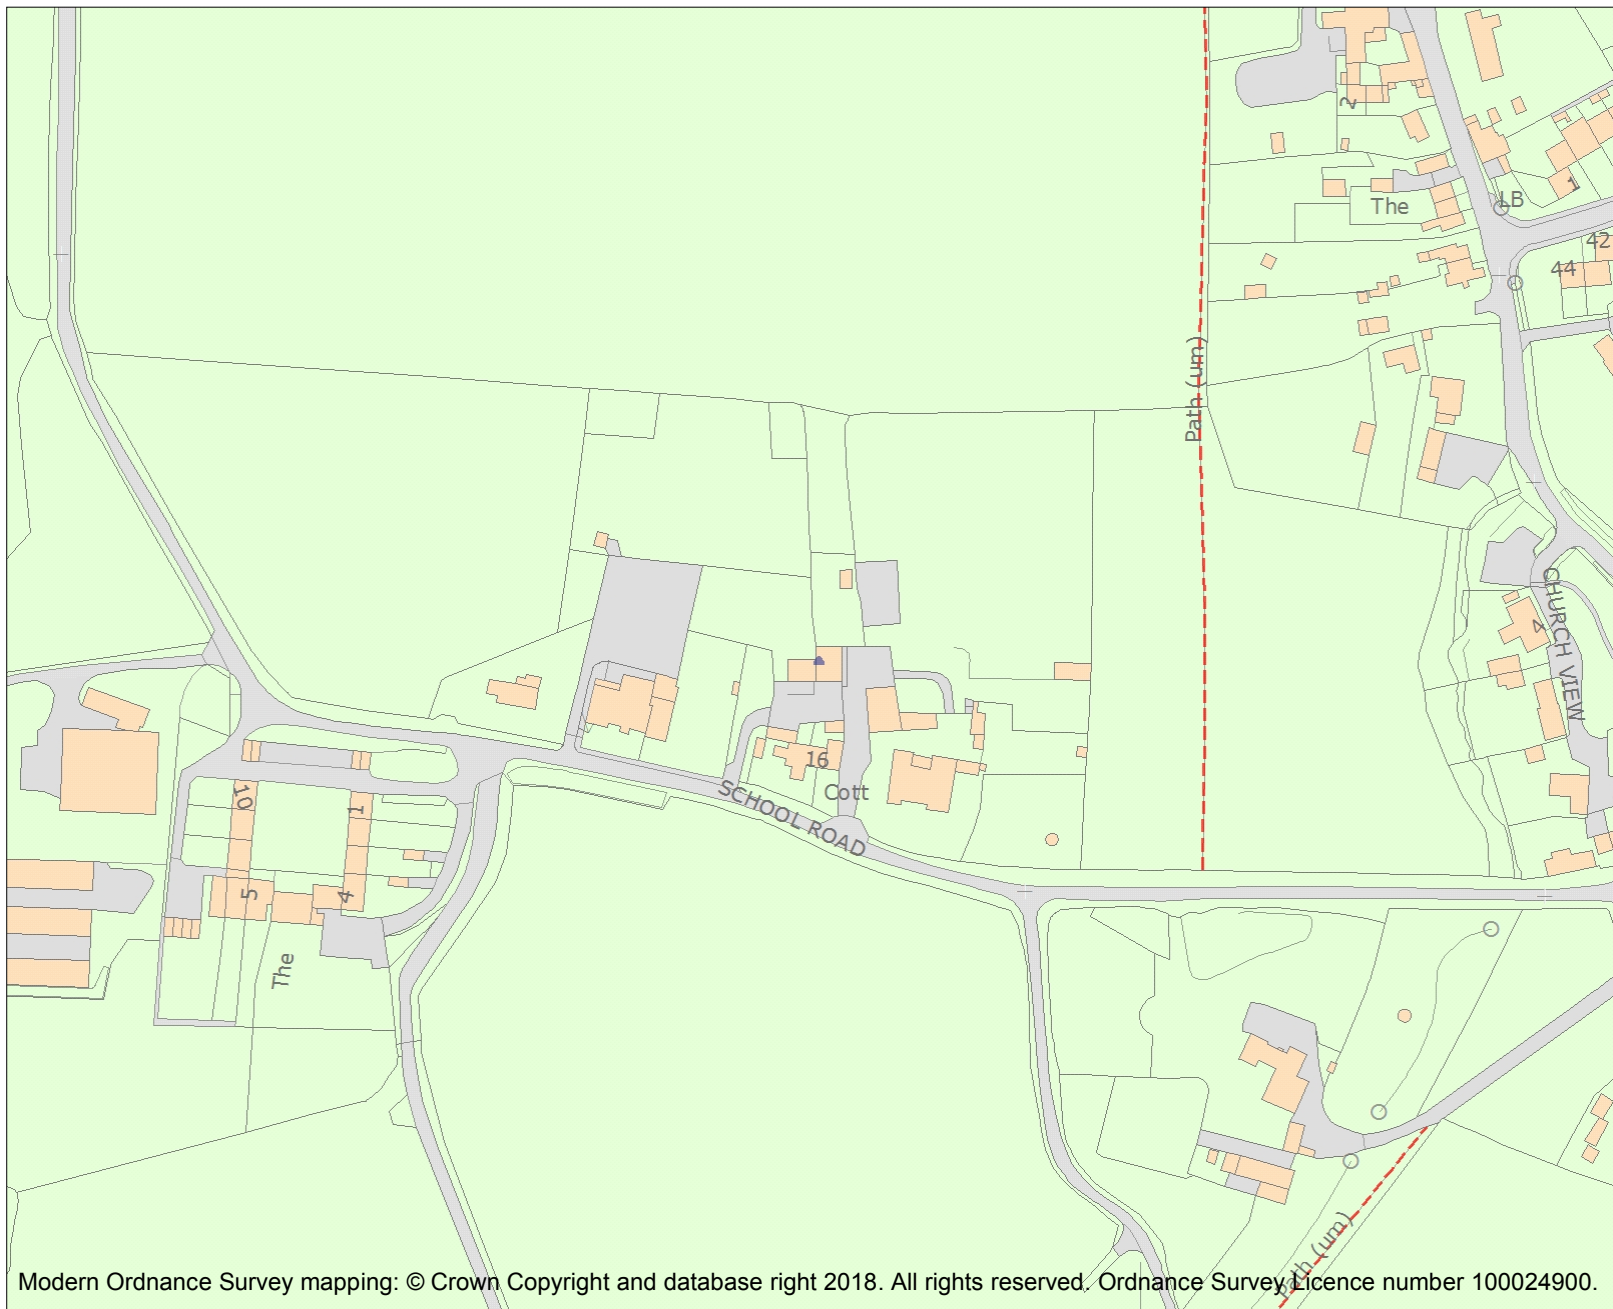 2
LB
The
1
42
44
Path (um)
CHURCH VIEW
4
16
Cott
SCHOOL ROAD
10
1
5
4
The
Path (um)
Modern Ordnance Survey mapping: © Crown Copyright and database right 2018. All rights reserved. Ordnance Survey Licence number 100024900.